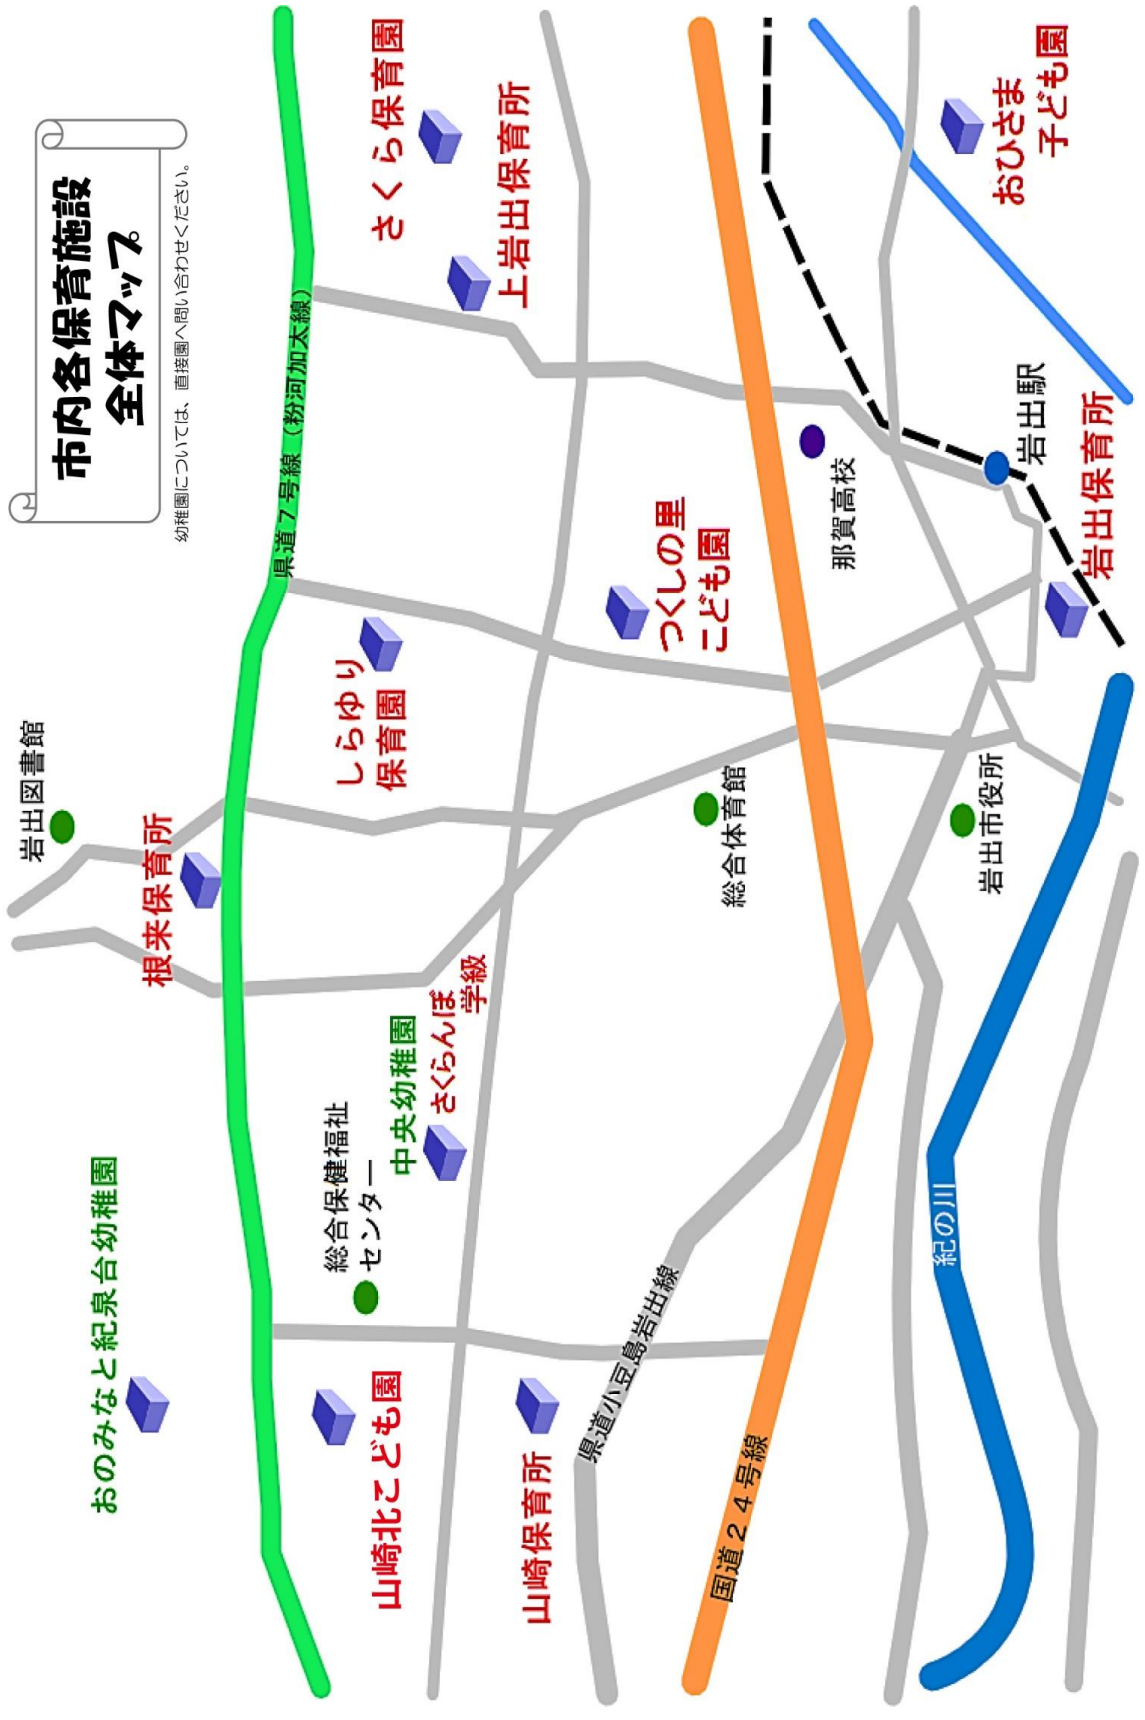 市内各保育施設
全体マップ
幼稚園については、直接園へ問い合わせください。
岩出図書館
おのみなと紀泉台幼稚園
根来保育所
県道７号線（粉河加太線）
さくら保育園
しらゆり
保育園
総合保健福祉
センター
山崎北こども園
中央幼稚園
さくらんぼ
学級
上岩出保育所
山崎保育所
県道小豆島岩出線
つくしの里
こども園
総合体育館
国道２４号線
那賀高校
岩出市役所
紀の川
岩出駅
おひさま
子ども園
岩出保育所